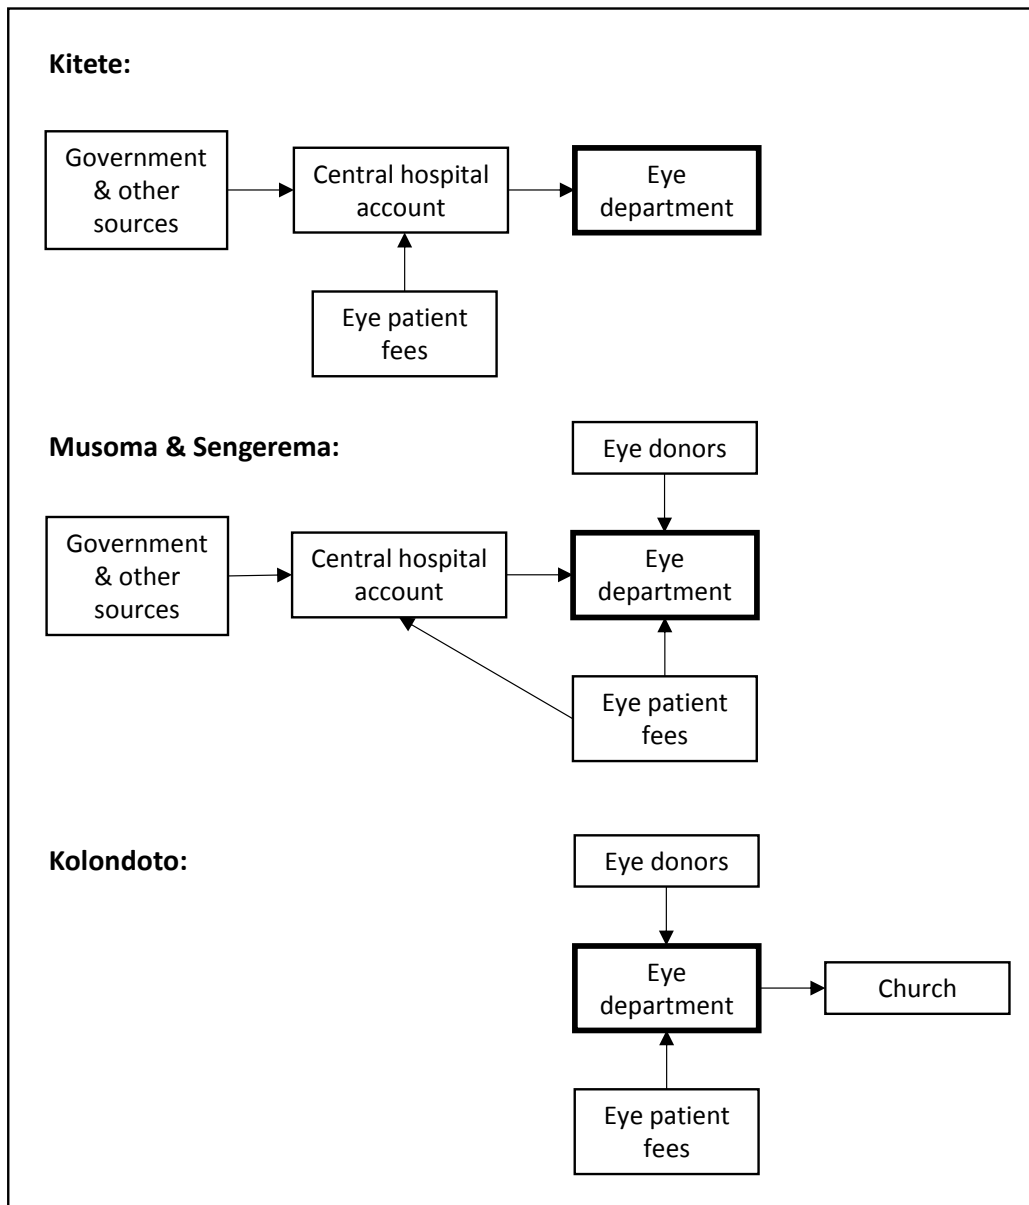 Kitete:
Government
& other
sources
Central hospital
account
Eye
department
Eye patient
fees
Musoma & Sengerema:
Eye donors
Government
& other
sources
Central hospital
account
Eye
department
Eye patient
fees
Kolondoto:
Eye donors
Eye
department
Church
Eye patient
fees